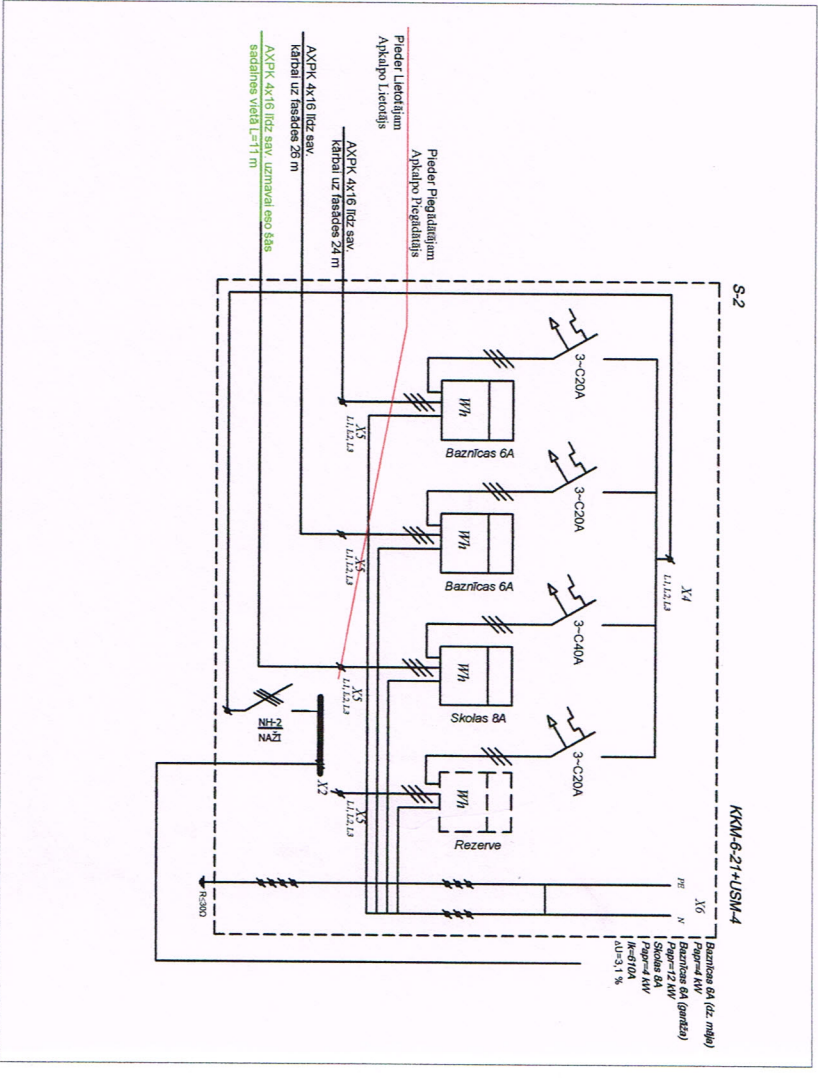 S-2
KKM-6-21+USM-4
Baznīcas 6A (dz. māja)
Papr=4 kW
Baznīcas 6A (garāža)
Papr=12 kW
Skolas 8A
Papr=4 kW
Ik=610A
ΔU=3,1 %
X4
L1, L2, L3
X6
PE
N
3~C20A
3~C20A
3~C40A
3~C20A
Wh
Wh
Wh
Wh
Baznīcas 6A
Baznīcas 6A
Skolas 8A
Rezerve
Pieder Piegādātājam
Apkalpo Piegādātājs
Pieder Lietotājam
Apkalpo Lietotājs
X5
L1, L2, L3
X5
L1, L2, L3
X5
L1, L2, L3
X5
L1, L2, L3
X2
NH-2
NAŽI
R≤30Ω
AXPK 4x16 līdz sav.
kārbai uz fasādes 24 m
AXPK 4x16 līdz sav.
kārbai uz fasādes 26 m
AXPK 4x16 līdz sav. uzmavai eso šās
sadalnes vietā L=11 m